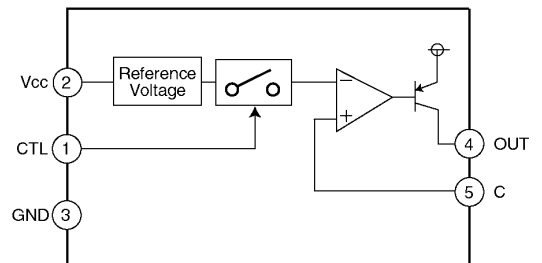 Reference
Voltage
Vcc 2
CTL 1
GND 3
−
+
4 OUT
5 C